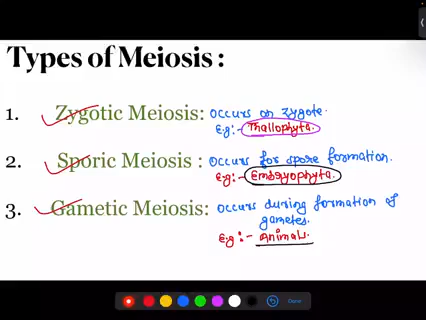 Types of Meiosis :
1. Zygotic Meiosis: occurs on zygote.
E.g:- Thallophyta.
2. Sporic Meiosis : occurs for spore formation.
E.g:- Embryophyta.
3. Gametic Meiosis: occurs during formation of
gametes.
E.g:- Animals.
Done